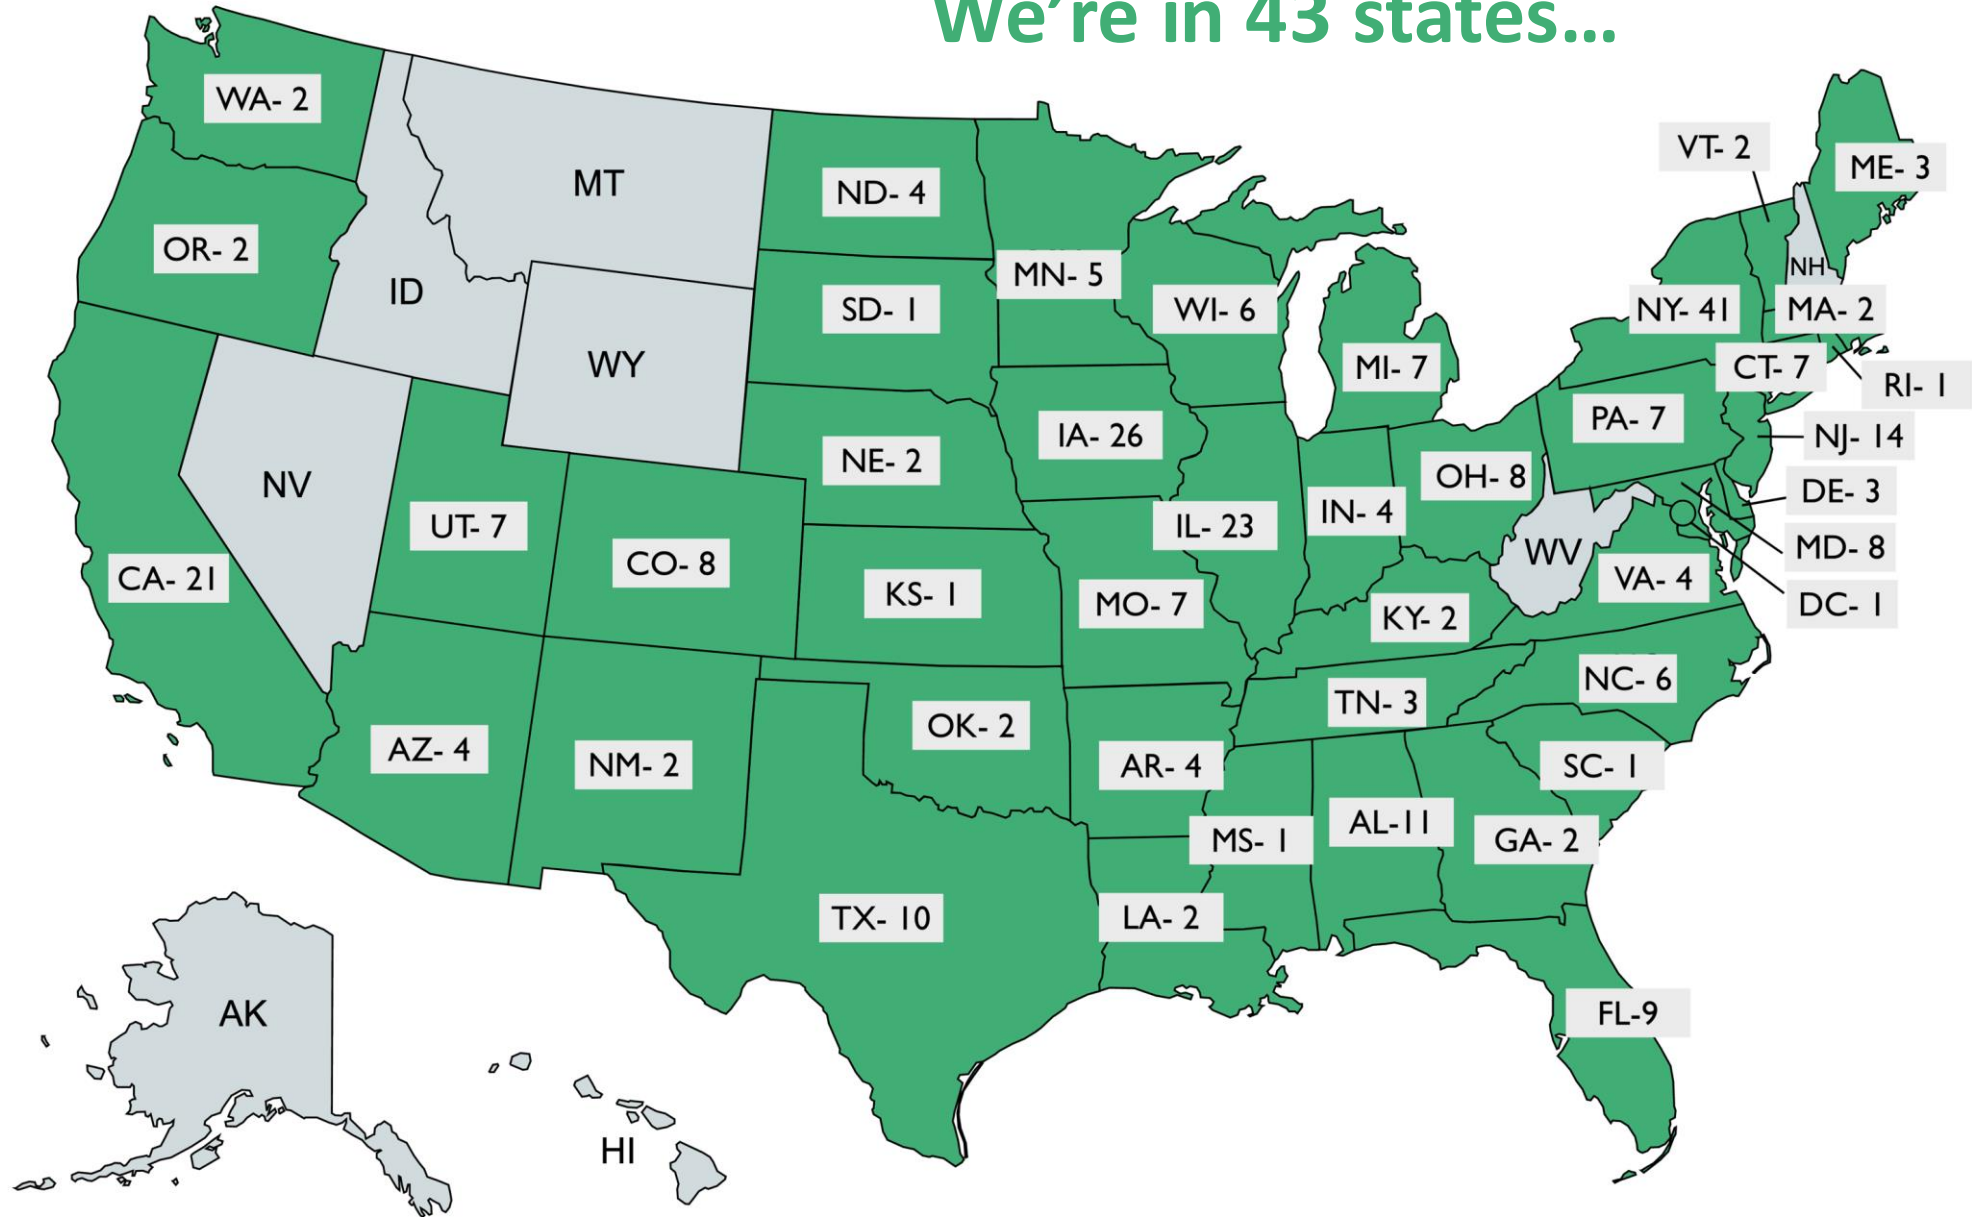 We're in 43 states...
WA- 2
VT- 2
ME- 3
MT
ND- 4
OR- 2
MN- 5
NH
ID
SD- 1
WI- 6
NY- 41
MA- 2
WY
MI- 7
CT- 7
RI- 1
PA- 7
IA- 26
NJ- 14
NE- 2
OH- 8
NV
DE- 3
IN- 4
UT- 7
IL- 23
MD- 8
WV
CO- 8
CA- 21
VA- 4
KS- 1
MO- 7
DC- 1
KY- 2
NC- 6
TN- 3
OK- 2
AZ- 4
NM- 2
AR- 4
SC- 1
AL-11
MS- 1
GA- 2
TX- 10
LA- 2
AK
FL-9
HI